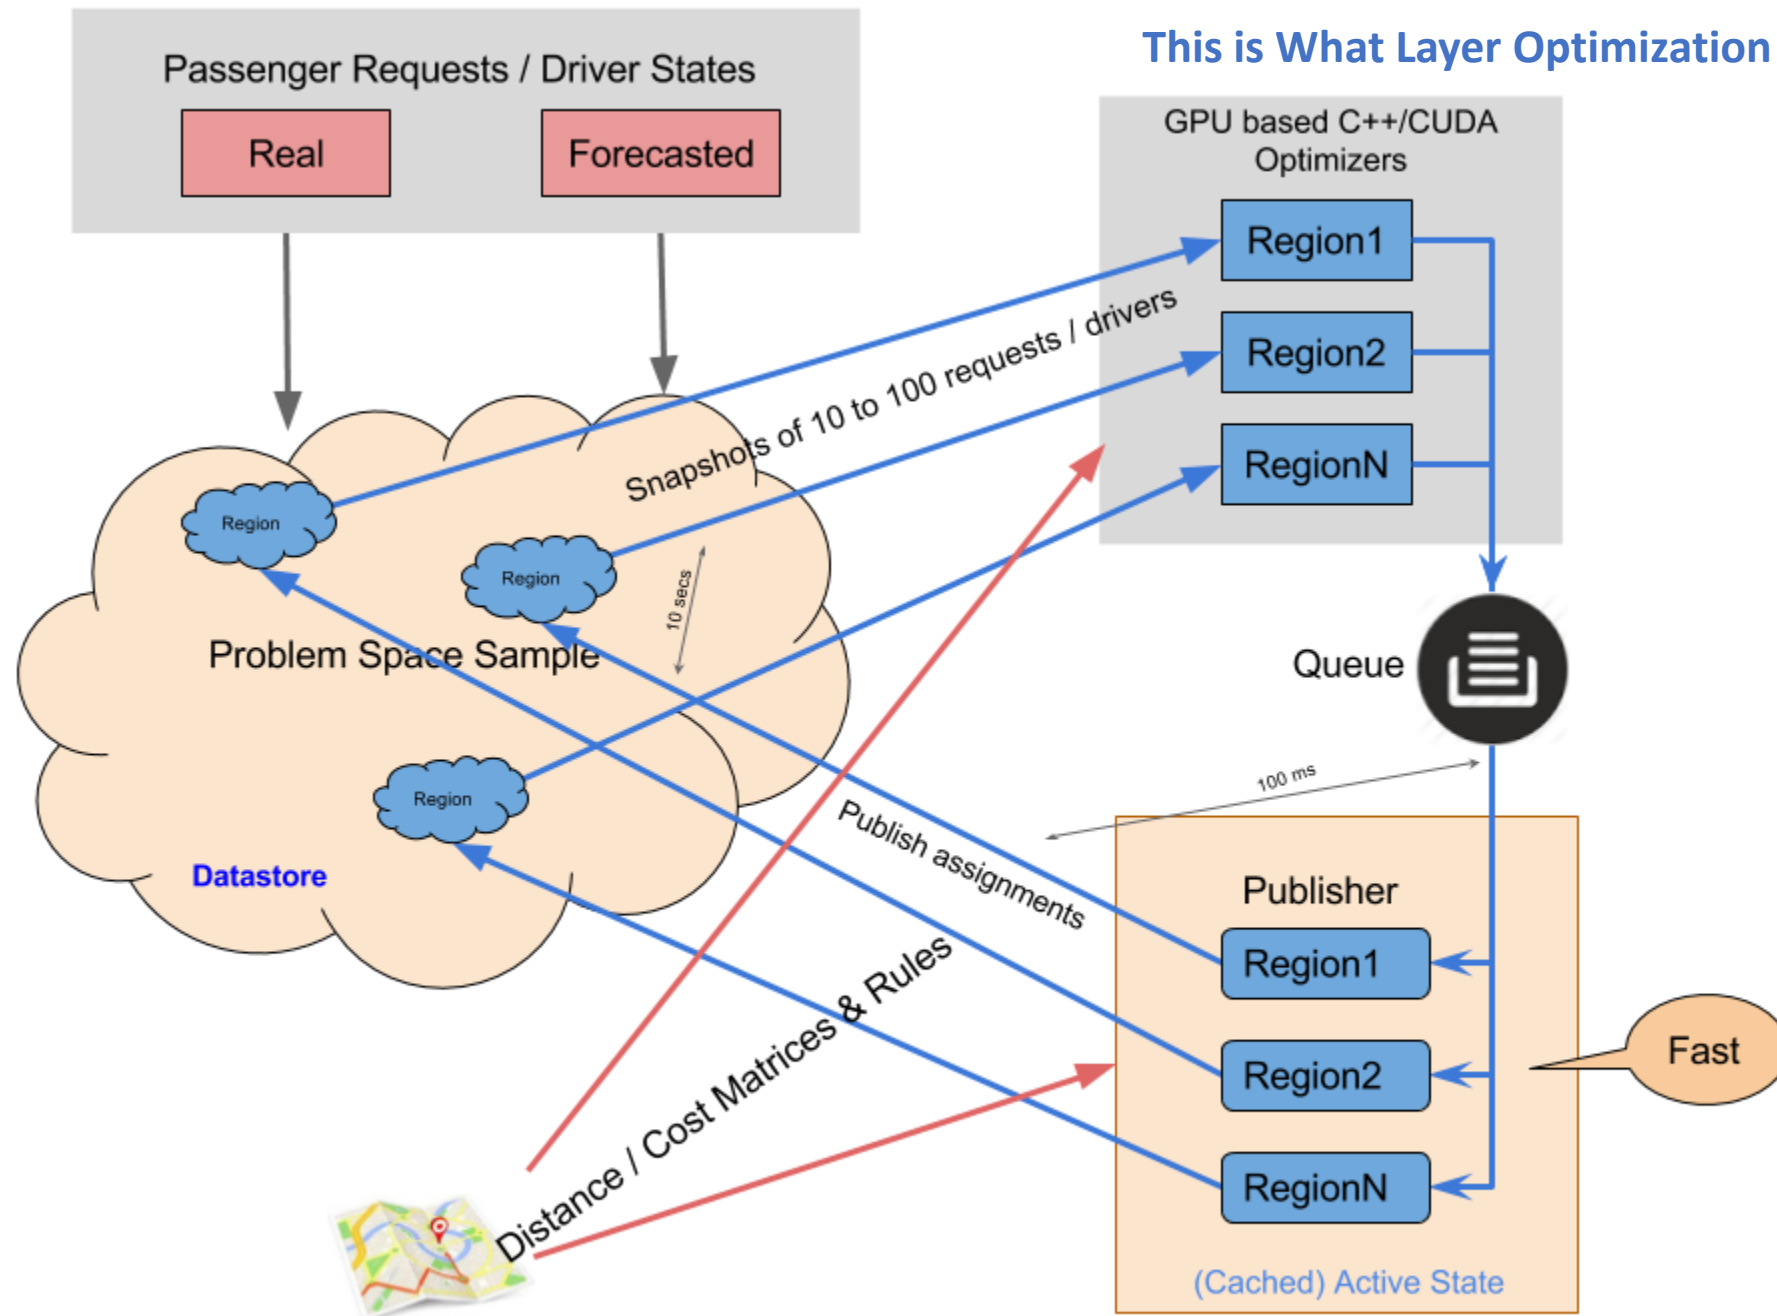 This is What Layer Optimization
Passenger Requests / Driver States
Real
Forecasted
GPU based C++/CUDA
Optimizers
Region1
Region2
RegionN
Snapshots of 10 to 100 requests / drivers
Region
Region
10 secs
Problem Space Sample
Region
Datastore
Queue
100 ms
Publish assignments
Publisher
Region1
Region2
RegionN
Fast
Distance / Cost Matrices & Rules
(Cached) Active State